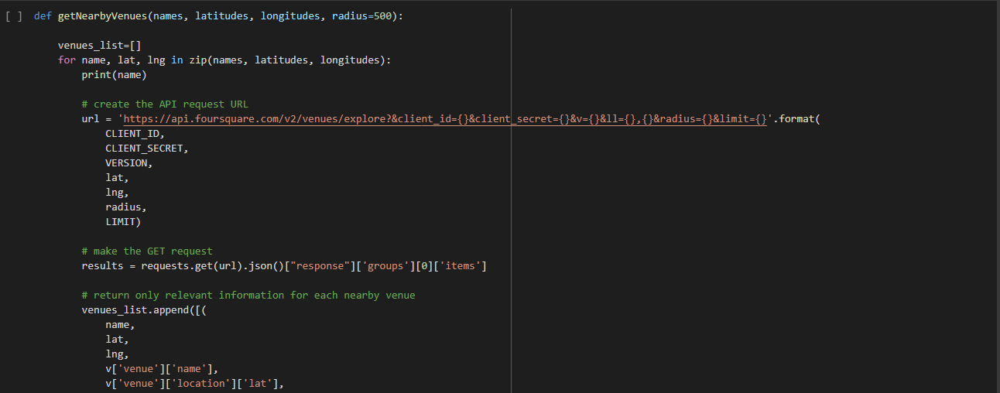 [ ] def getNearbyVenues(names, latitudes, longitudes, radius=500):
venues_list=[]
for name, lat, lng in zip(names, latitudes, longitudes):
print(name)
# create the API request URL
url = 'https://api.foursquare.com/v2/venues/explore?&client_id={}&client_secret={}&v={}&ll={},{}&radius={}&limit={}'.format(
CLIENT_ID,
CLIENT_SECRET,
VERSION,
lat,
lng,
radius,
LIMIT)
# make the GET request
results = requests.get(url).json()["response"]['groups'][0]['items']
# return only relevant information for each nearby venue
venues_list.append([(
name,
lat,
lng,
v['venue']['name'],
v['venue']['location']['lat'],